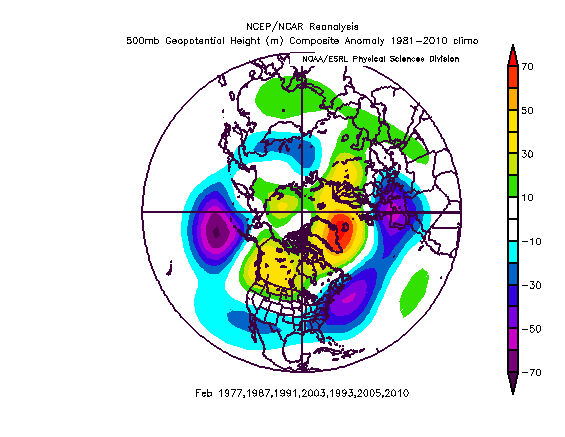 NCEP/NCAR Reanalysis
500mb Geopotential Height (m) Composite Anomaly 1981-2010 climo
NOAA/ESRL Physical Sciences Division
70
50
30
10
-10
-30
-50
-70
Feb 1977,1987,1991,2003,1993,2005,2010